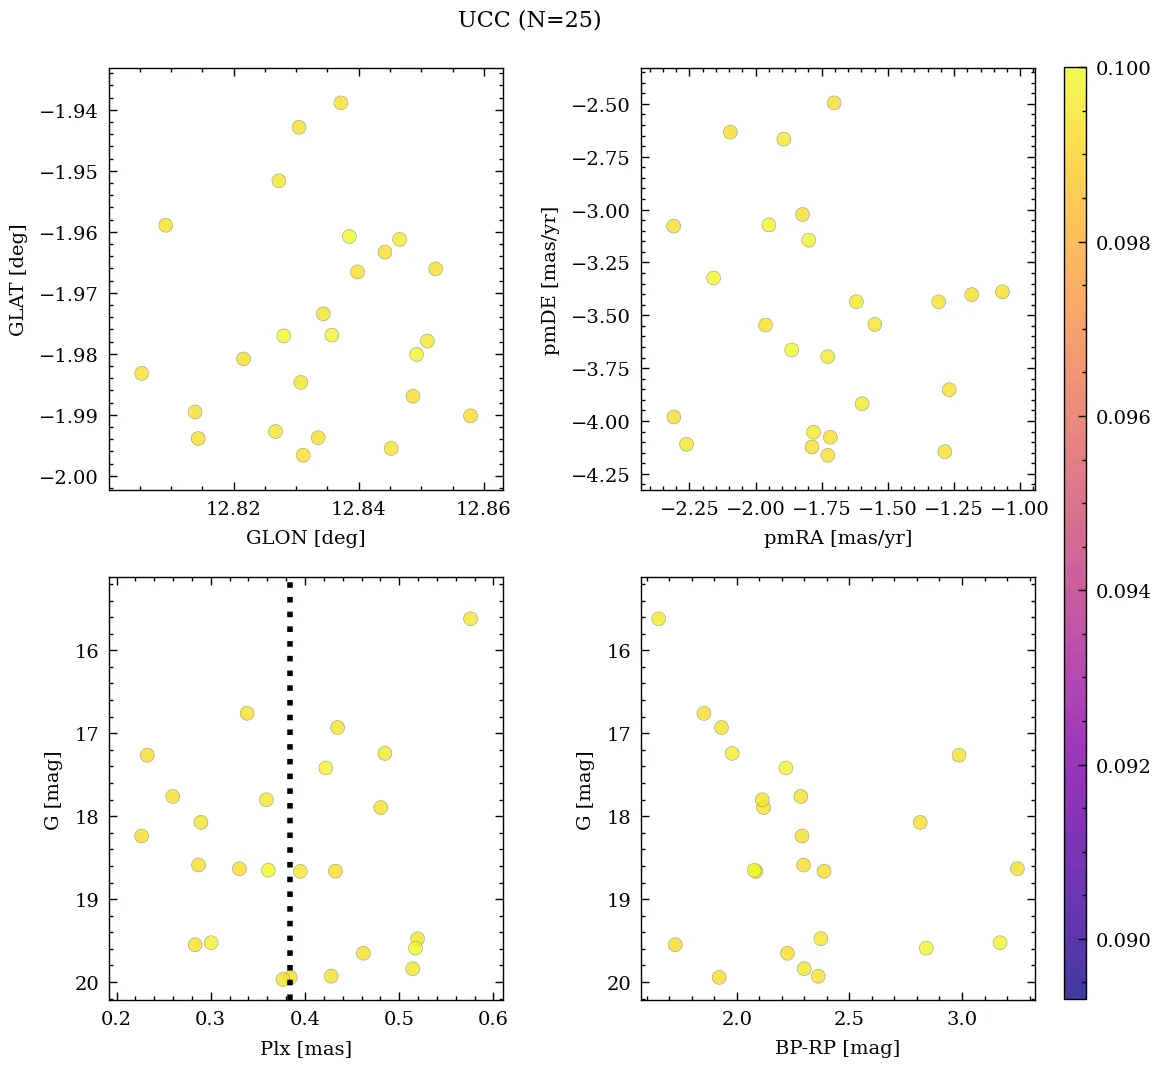 UCC (N=25)
−1.94
−1.95
−1.96
−1.97
−1.98
−1.99
−2.00
GLAT [deg]
12.82 12.84 12.86
GLON [deg]
−2.50
−2.75
−3.00
−3.25
−3.50
−3.75
−4.00
−4.25
pmDE [mas/yr]
−2.25 −2.00 −1.75 −1.50 −1.25 −1.00
pmRA [mas/yr]
16
17
18
19
20
G [mag]
0.2 0.3 0.4 0.5 0.6
Plx [mas]
16
17
18
19
20
G [mag]
2.0 2.5 3.0
BP-RP [mag]
0.100
0.098
0.096
0.094
0.092
0.090